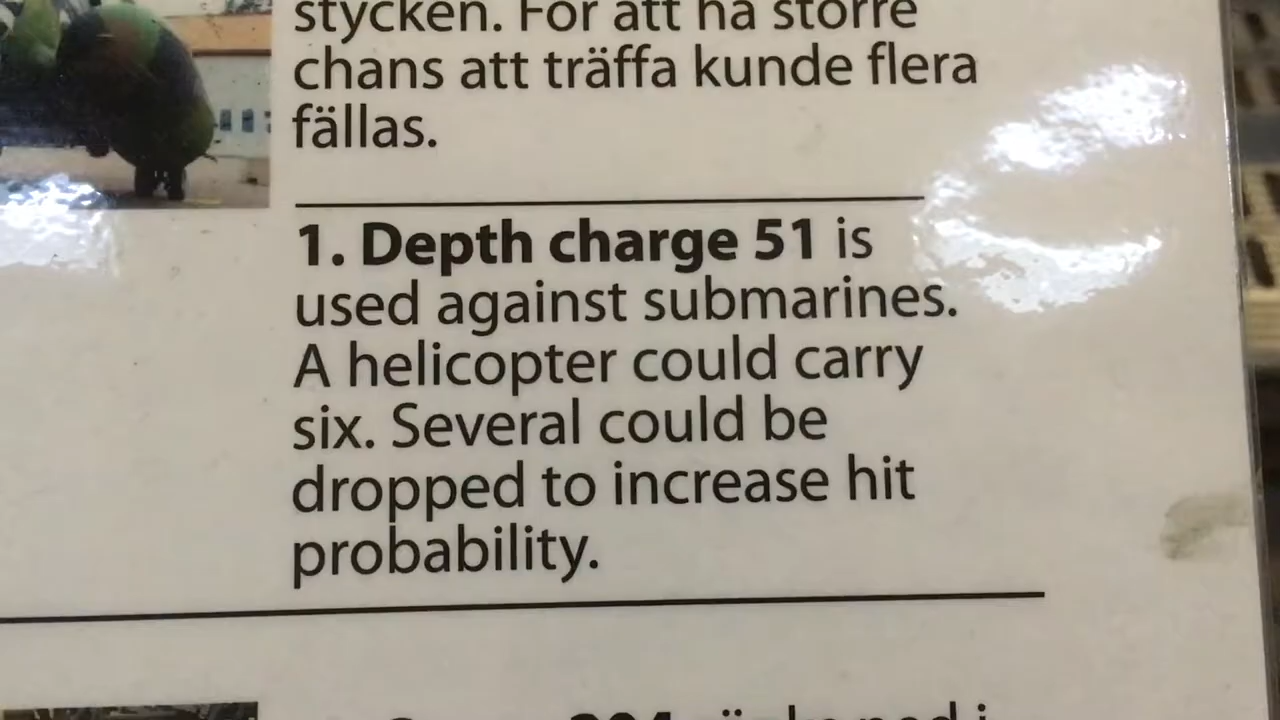 stycken. För att ha större
chans att träffa kunde flera
fällas.
1. Depth charge 51 is
used against submarines.
A helicopter could carry
six. Several could be
dropped to increase hit
probability.